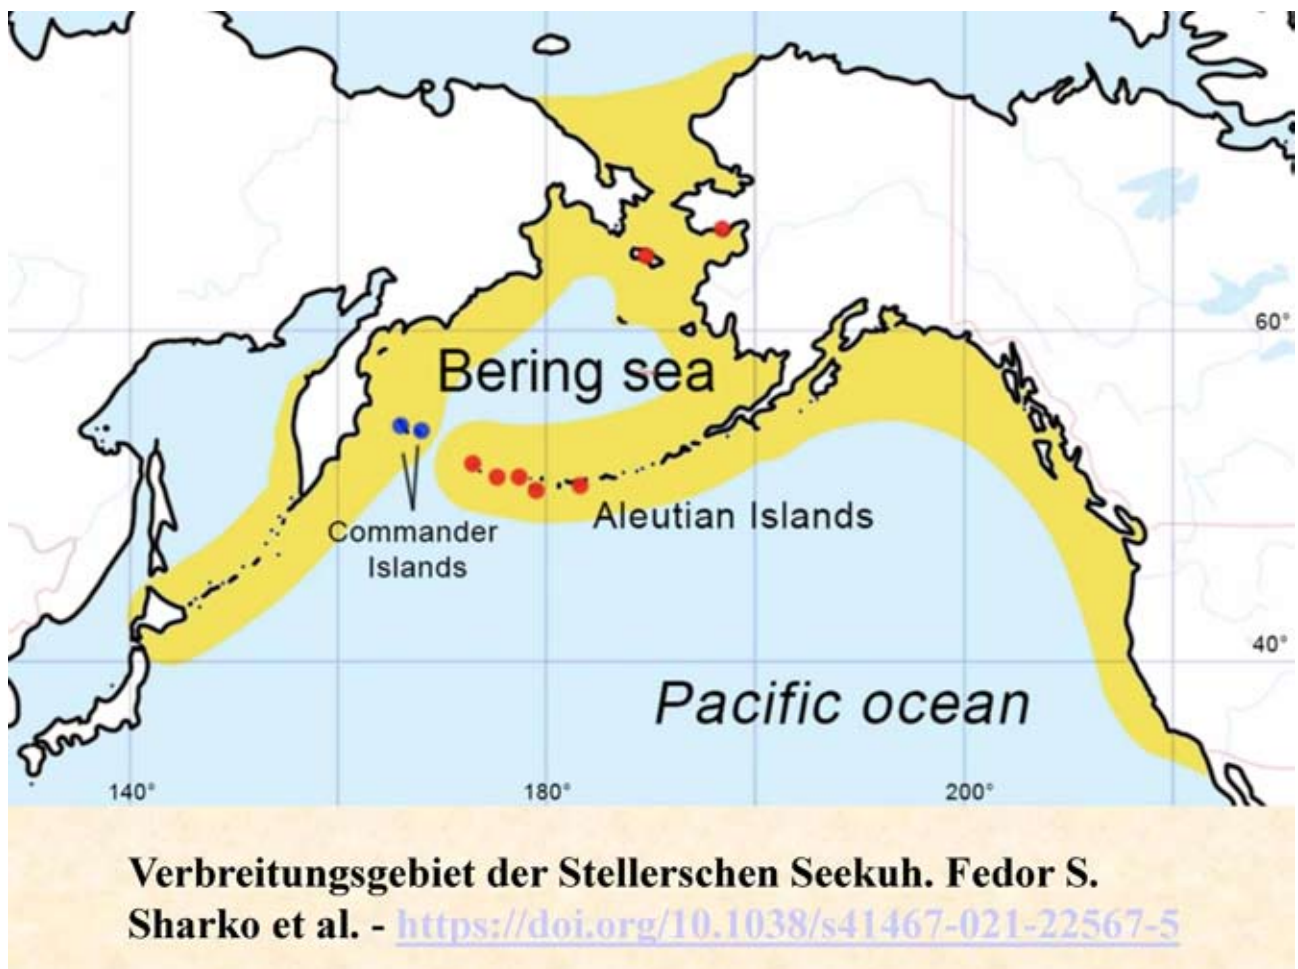 60°
Bering sea
Aleutian Islands
Commander
Islands
40°
Pacific ocean
140°
180°
200°
Verbreitungsgebiet der Stellerschen Seekuh. Fedor S.
Sharko et al. - https://doi.org/10.1038/s41467-021-22567-5